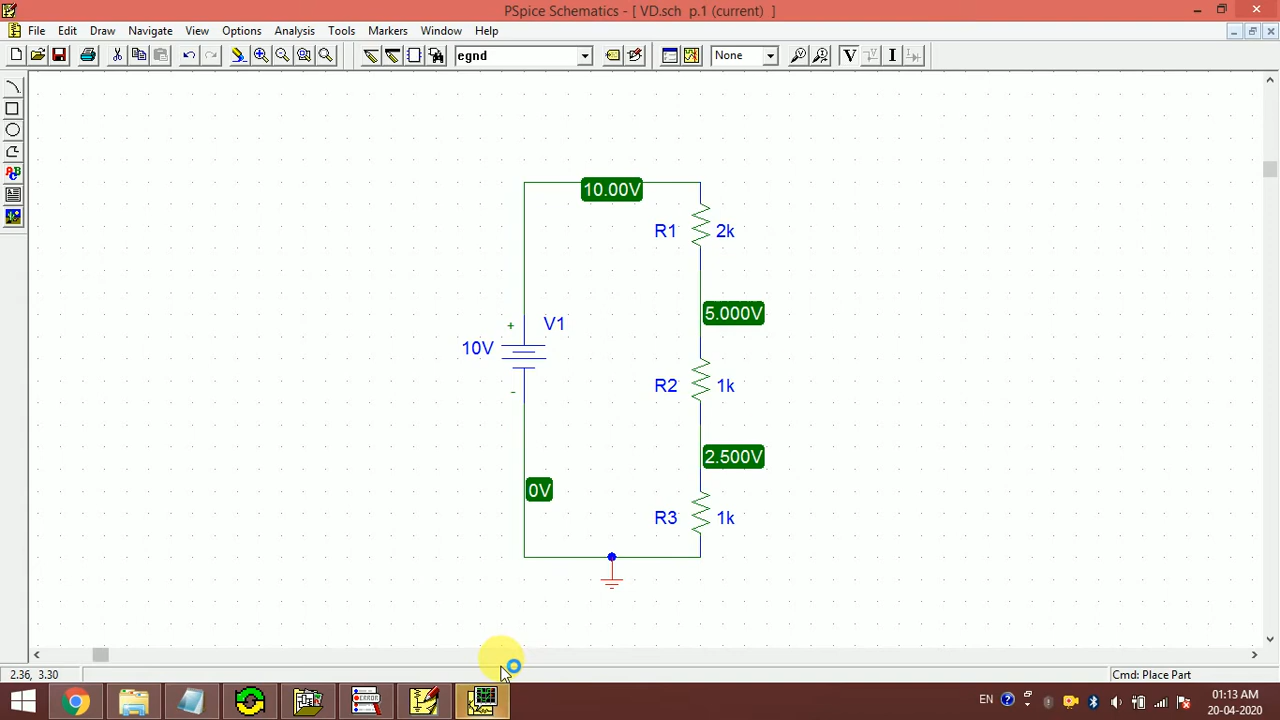 PSpice Schematics - [ VD.sch p.1 (current) ]
File Edit Draw Navigate View Options Analysis Tools Markers Window Help
egnd
None
V
I
10.00V
R1 2k
5.000V
+ V1
10V
R2 1k
-
2.500V
0V
R3 1k
2.36, 3.30
Cmd: Place Part
ERROR
EN
01:13 AM
20-04-2020